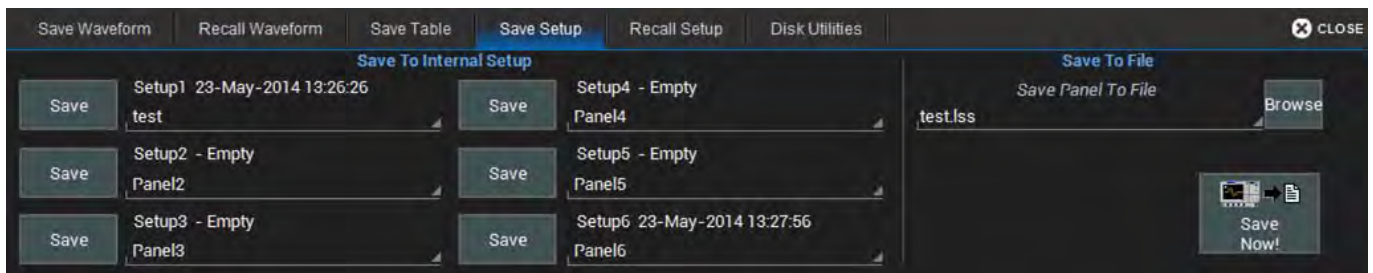 Save Waveform Recall Waveform Save Table Save Setup Recall Setup Disk Utilities CLOSE
Save To Internal Setup
Save Setup1 23-May-2014 13:26:26
test
Save Setup2 - Empty
Panel2
Save Setup3 - Empty
Panel3
Save Setup4 - Empty
Panel4
Save Setup5 - Empty
Panel5
Save Setup6 23-May-2014 13:27:56
Panel6
Save To File
Save Panel To File
test.lss Browse
Save
Now!